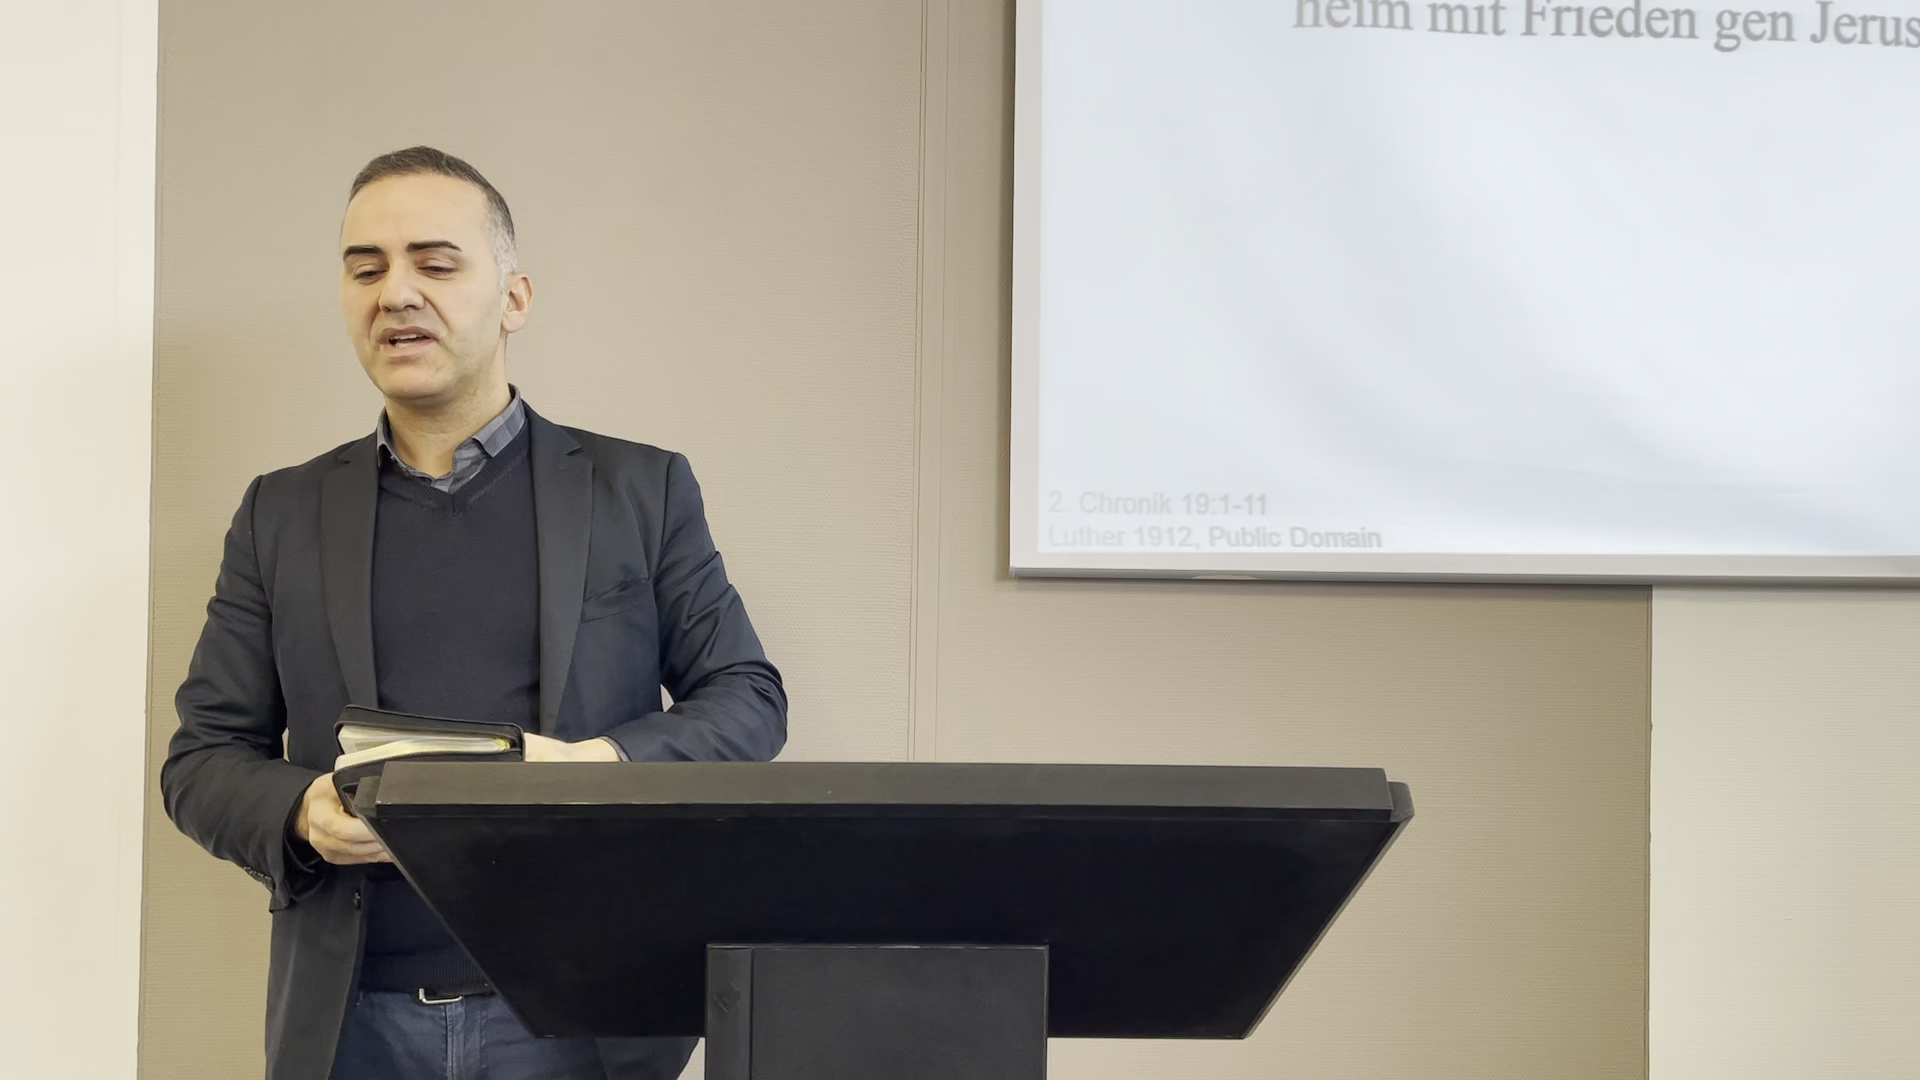 heim mit Frieden gen Jerus
2. Chronik 19:1-11
Luther 1912, Public Domain